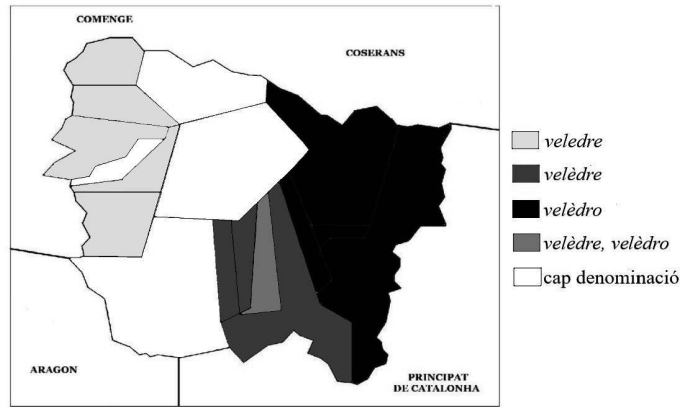 COMENGE
COSERANS
veledre
velèdre
velèdro
velèdre, velèdro
cap denominació
ARAGON
PRINCIPAT
DE CATALONHA